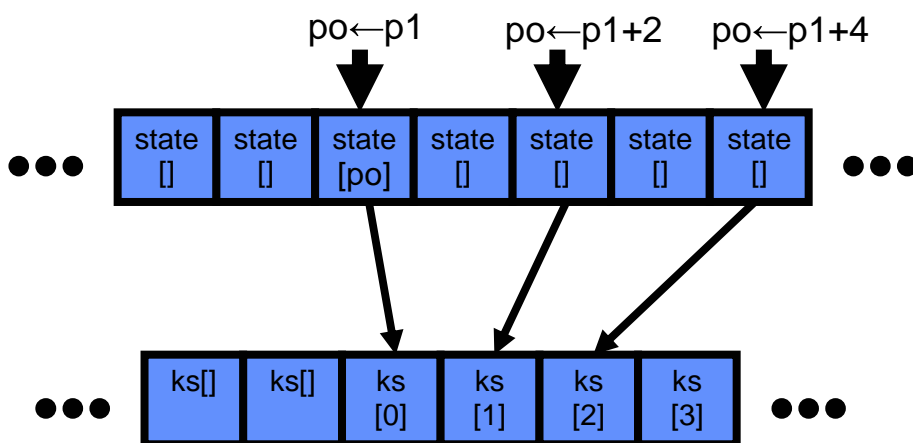 po←p1 po←p1+2 po←p1+4
state state state state state state state
[] [] [po] [] [] [] []
ks[] ks[] ks ks ks ks
[0] [1] [2] [3]